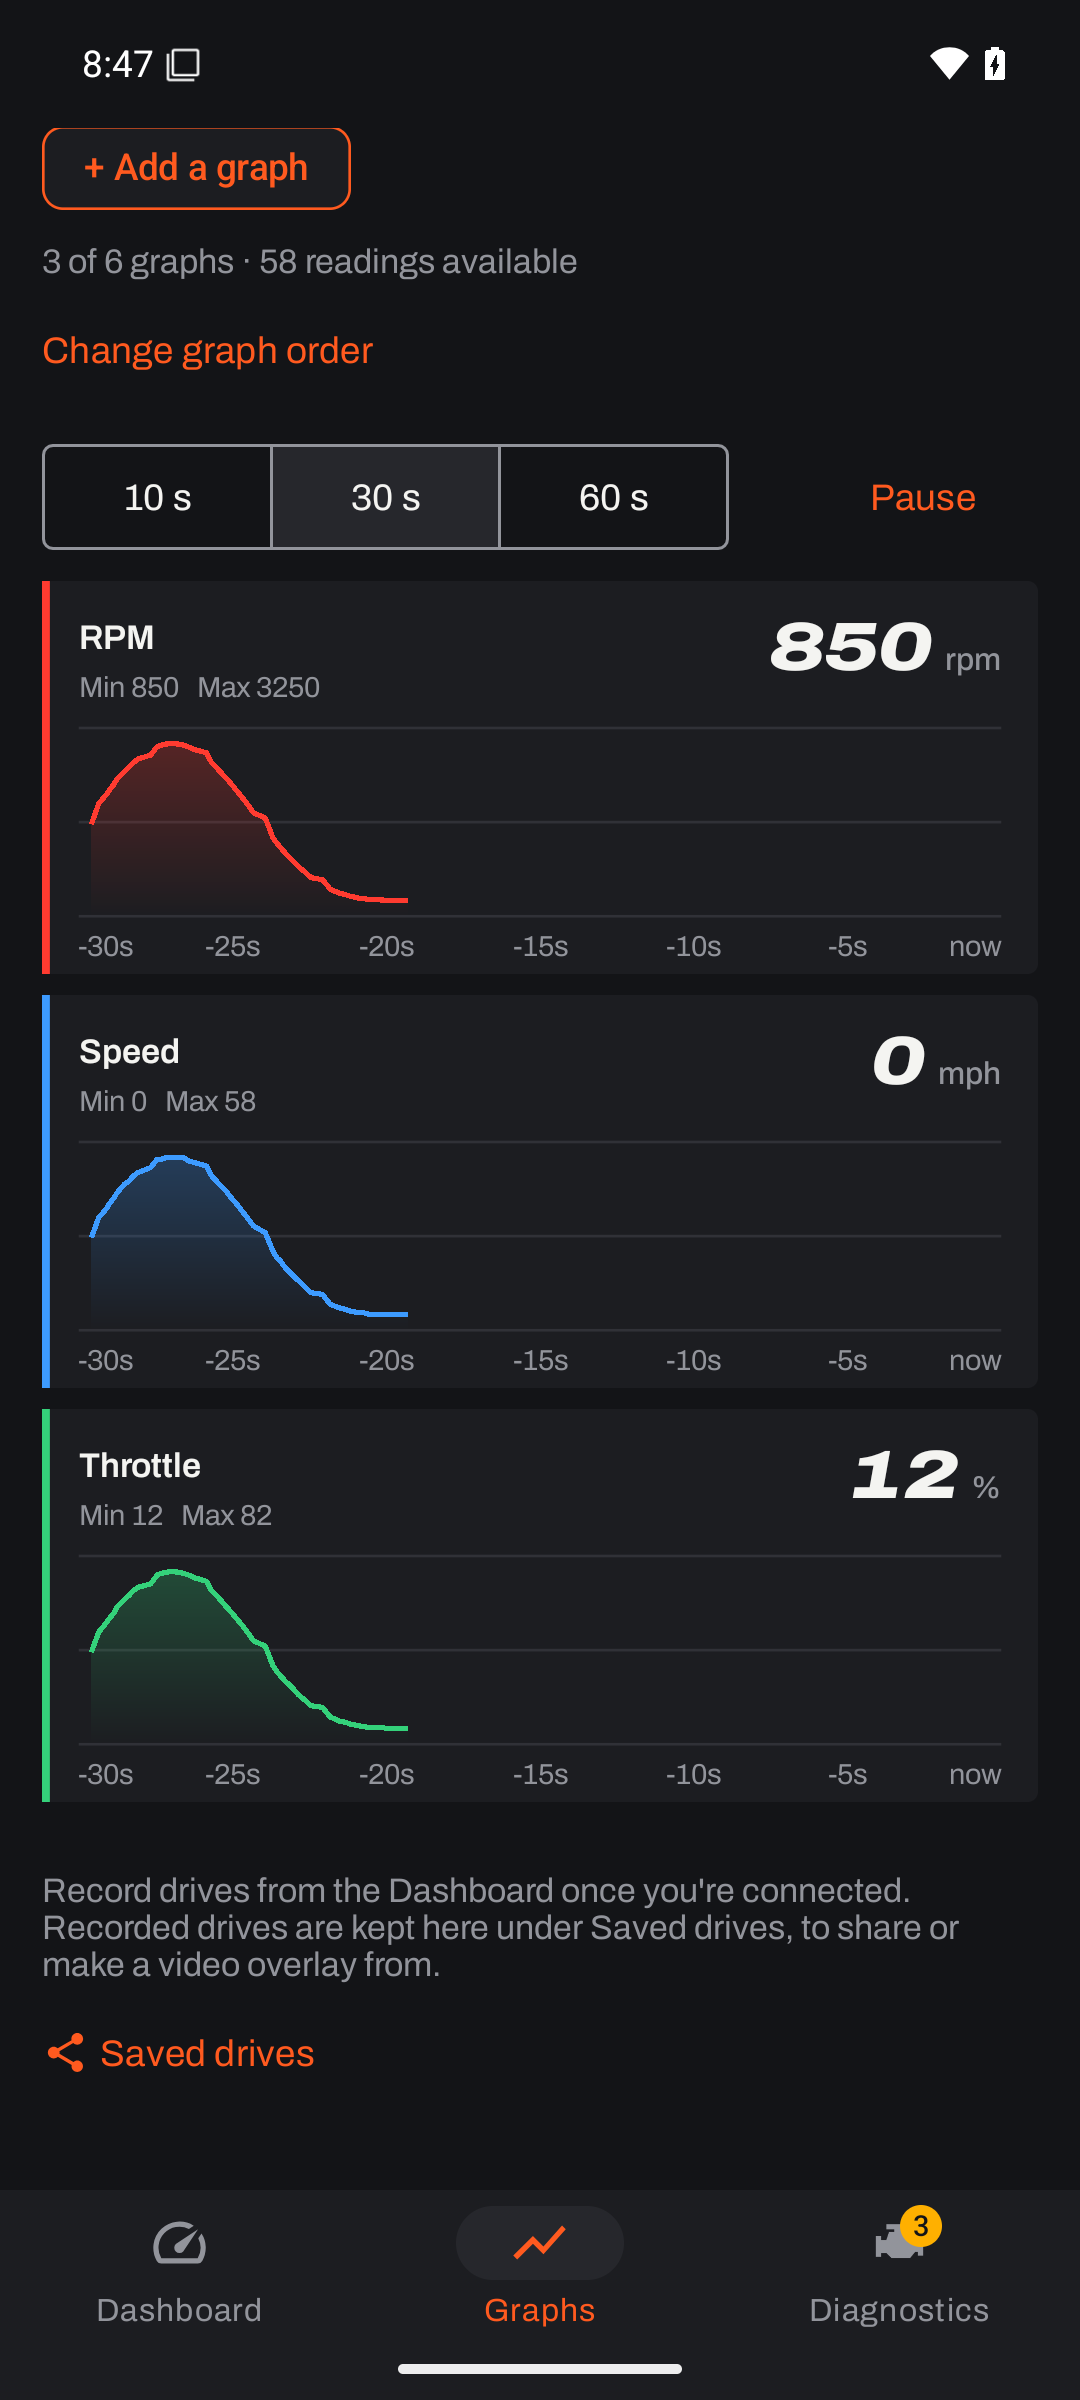 8:47
+ Add a graph
3 of 6 graphs · 58 readings available
Change graph order
10 s 30 s 60 s Pause
RPM 850 rpm
Min 850 Max 3250
-30s -25s -20s -15s -10s -5s now
Speed 0 mph
Min 0 Max 58
-30s -25s -20s -15s -10s -5s now
Throttle 12 %
Min 12 Max 82
-30s -25s -20s -15s -10s -5s now
Record drives from the Dashboard once you're connected.
Recorded drives are kept here under Saved drives, to share or
make a video overlay from.
Saved drives
3
Dashboard Graphs Diagnostics